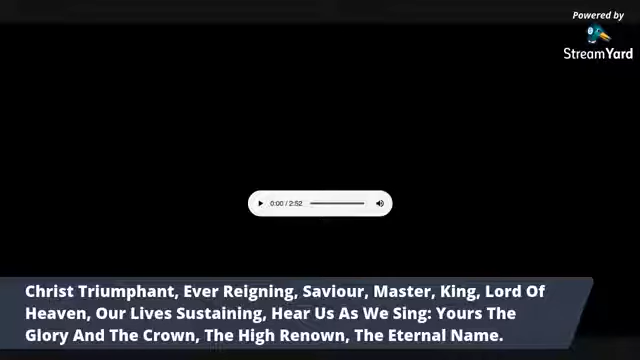 Powered by
StreamYard
0:00 / 2:52
Christ Triumphant, Ever Reigning, Saviour, Master, King, Lord Of
Heaven, Our Lives Sustaining, Hear Us As We Sing: Yours The
Glory And The Crown, The High Renown, The Eternal Name.